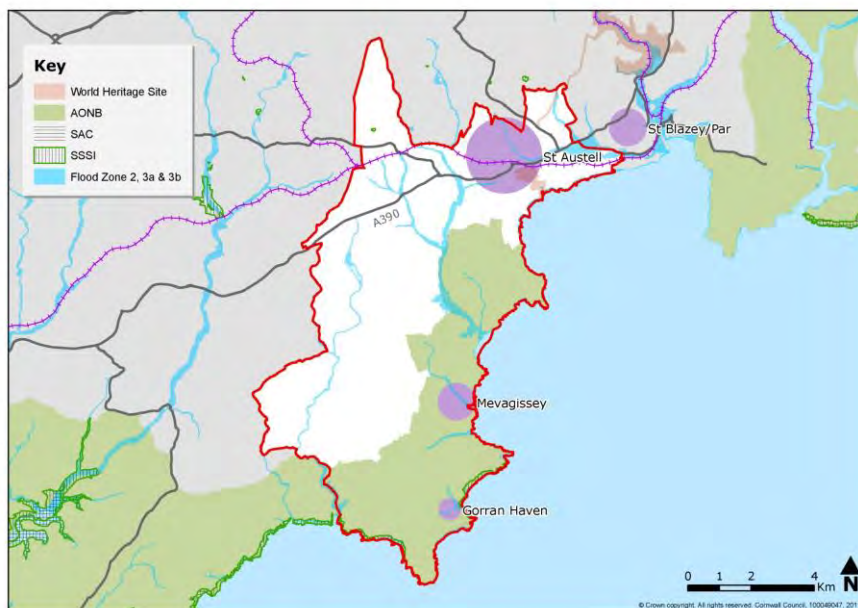 Key
World Heritage Site
AONB
SAC
SSSI
Flood Zone 2, 3a & 3b
St Blazey/Par
St Austell
A390
Mevagissey
Gorran Haven
0 1 2 4
Km
N
© Crown copyright. All rights reserved. Cornwall Council, 100049047, 201